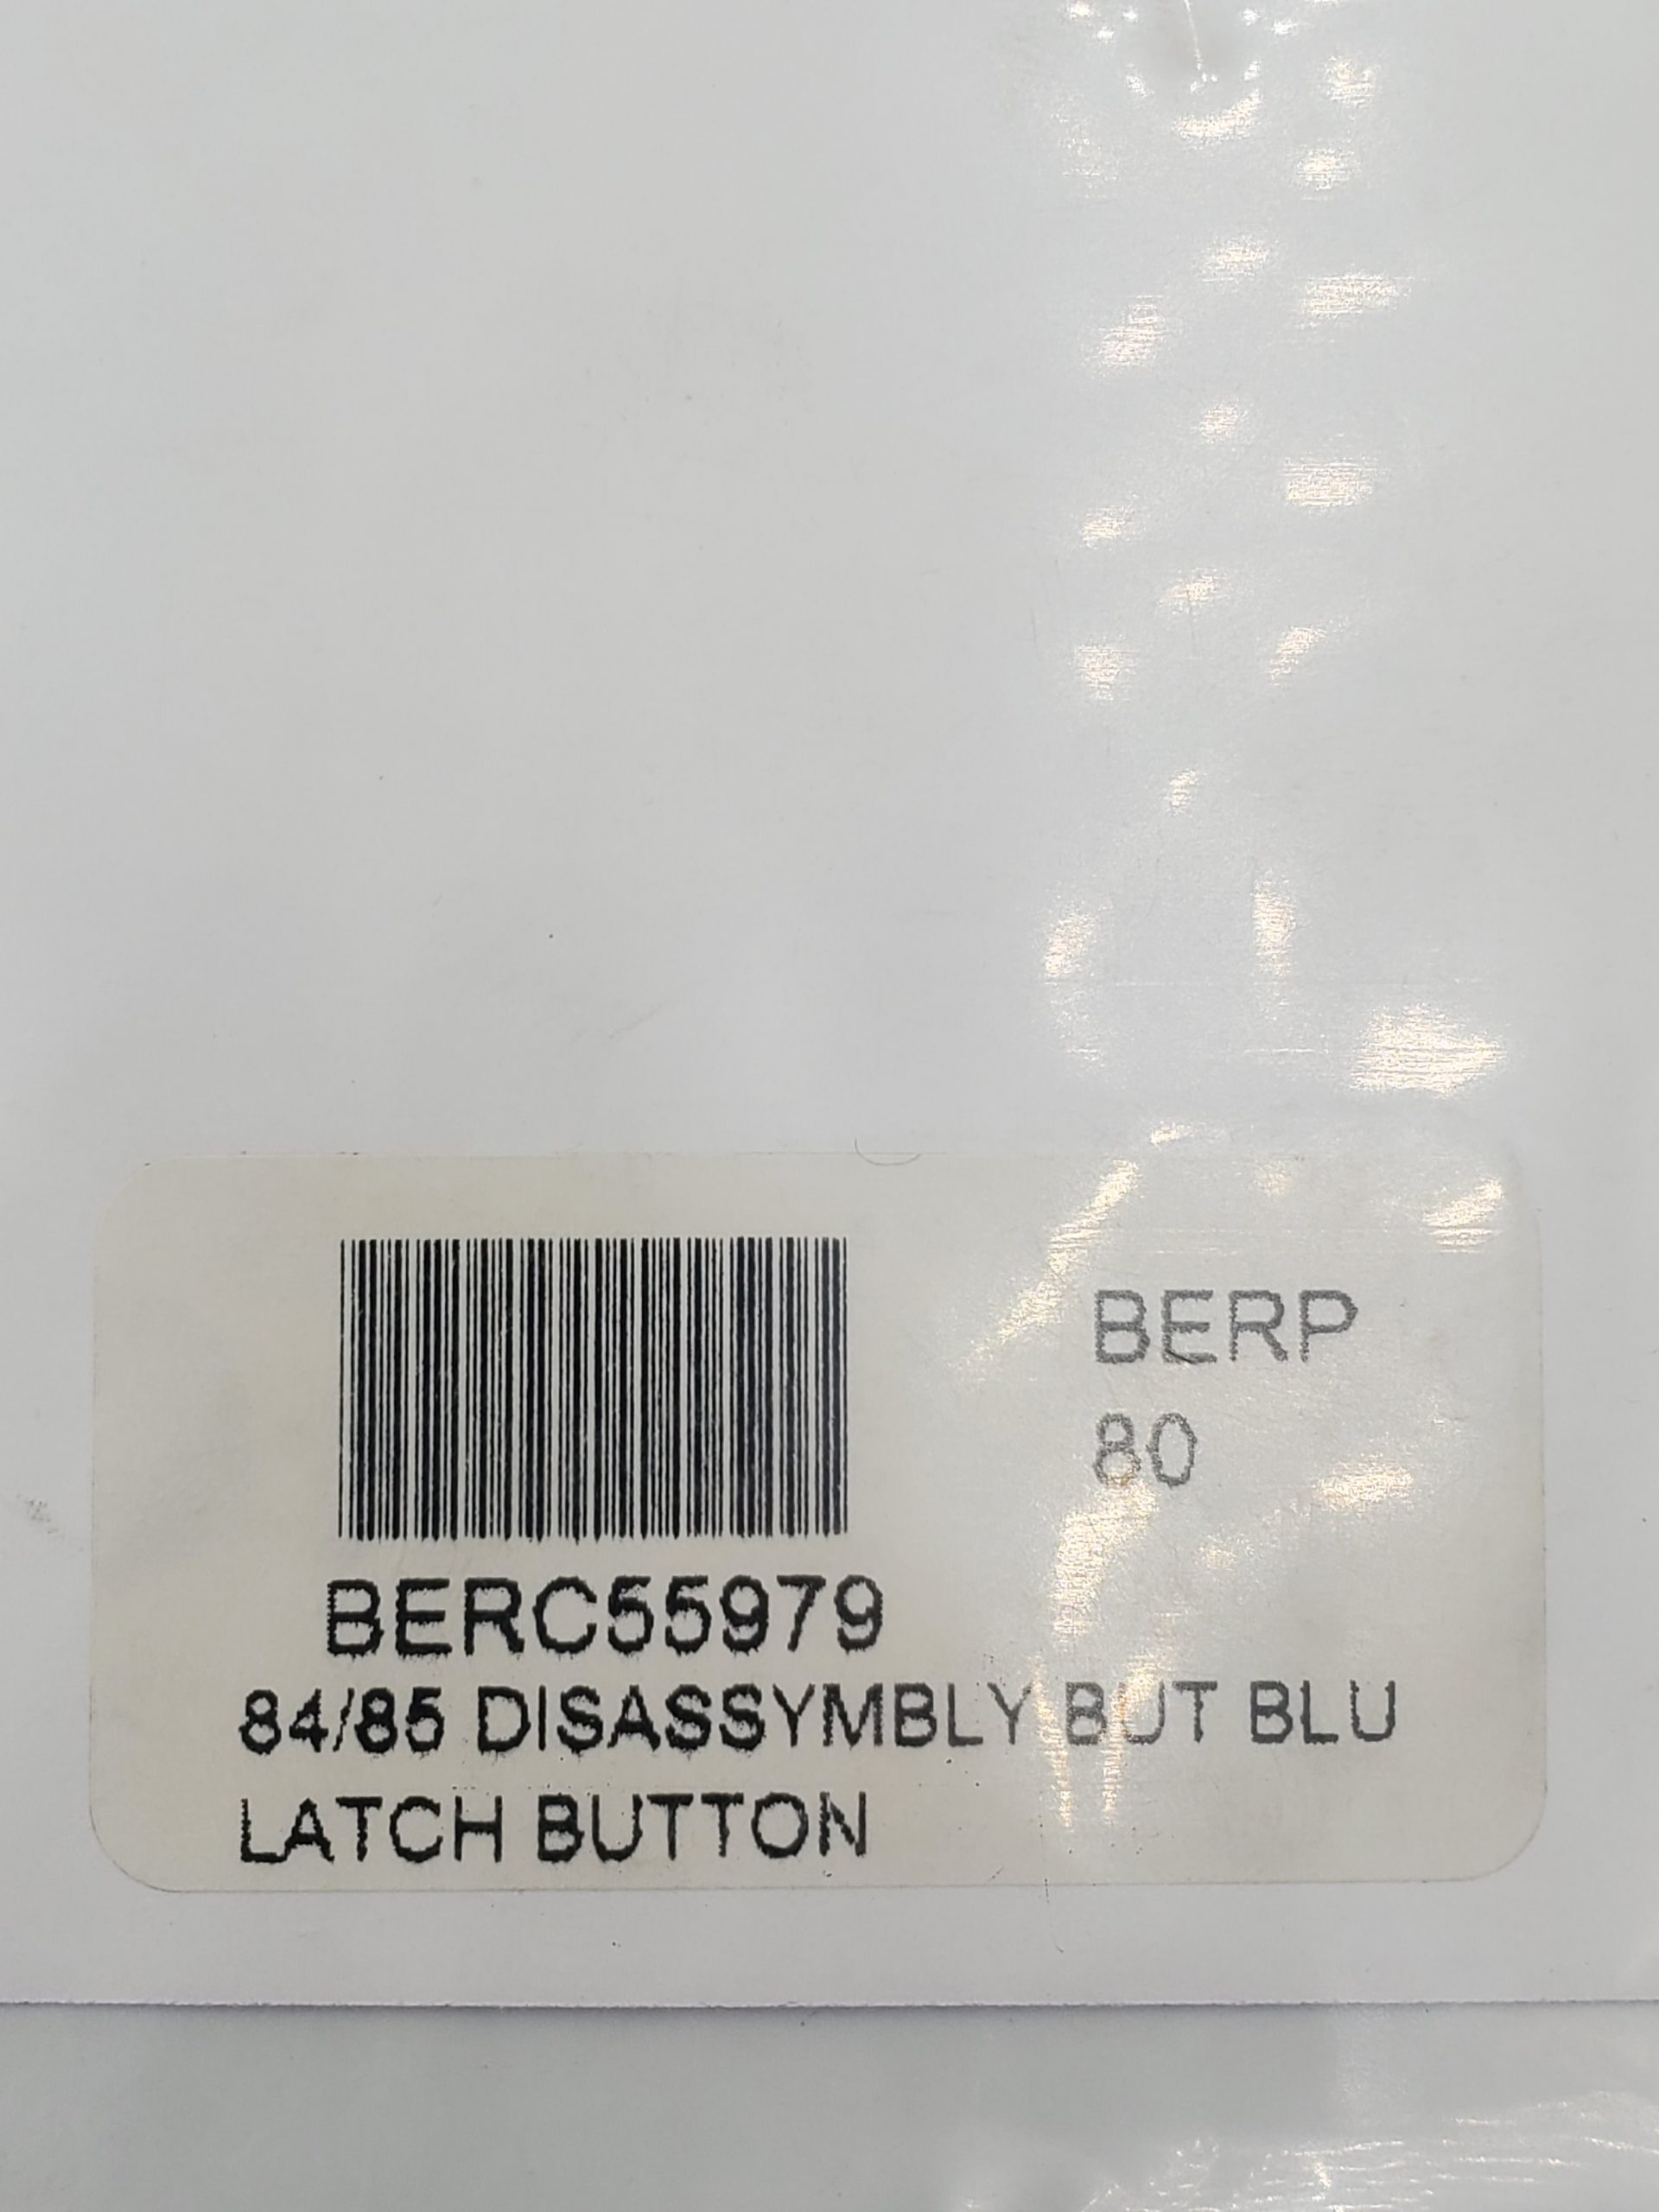 BERP
80
BERC55979
84/85 DISASSYMBLY BUT BLU
LATCH BUTTON